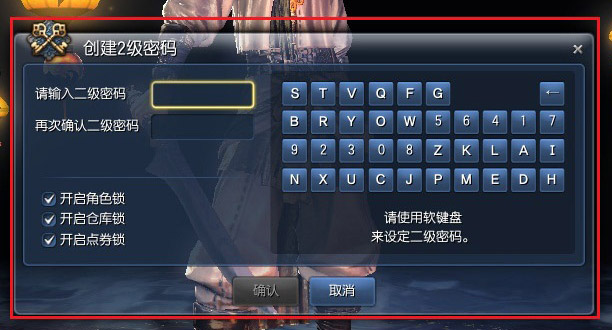 创建2级密码
×
请输入二级密码
再次确认二级密码
S T V Q F G ←
B R Y O W 5 6 4 1 7
9 2 3 0 8 Z K L A I
N X U C J P M E D H
开启角色锁
开启仓库锁
开启点券锁
请使用软键盘
来设定二级密码。
确认 取消